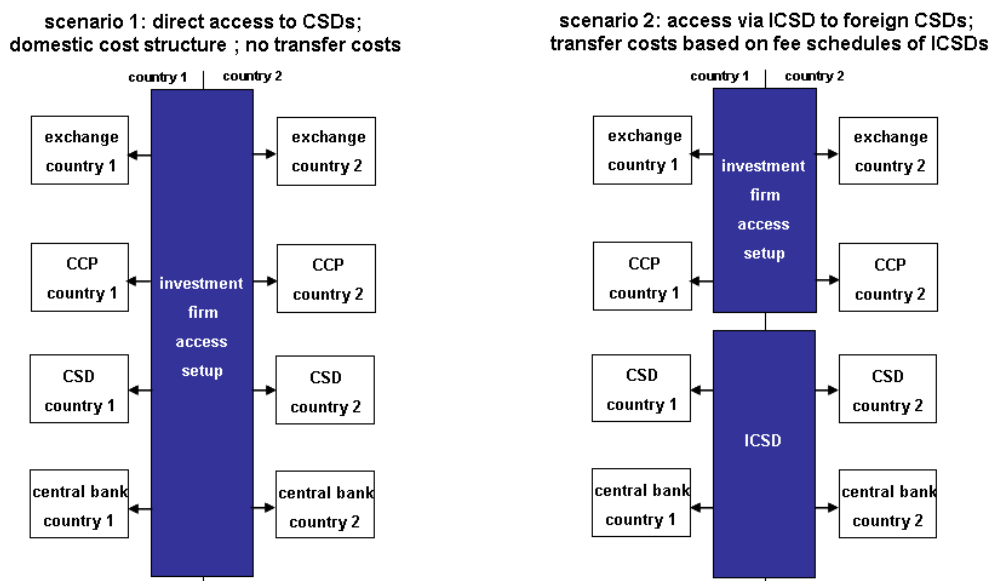 scenario 1: direct access to CSDs;
domestic cost structure ; no transfer costs
country 1
country 2
exchange
country 1
exchange
country 2
CCP
country 1
CCP
country 2
investment
firm
access
setup
CSD
country 1
CSD
country 2
central bank
country 1
central bank
country 2
scenario 2: access via ICSD to foreign CSDs;
transfer costs based on fee schedules of ICSDs
country 1
country 2
exchange
country 1
exchange
country 2
investment
firm
access
setup
CCP
country 1
CCP
country 2
CSD
country 1
CSD
country 2
ICSD
central bank
country 1
central bank
country 2